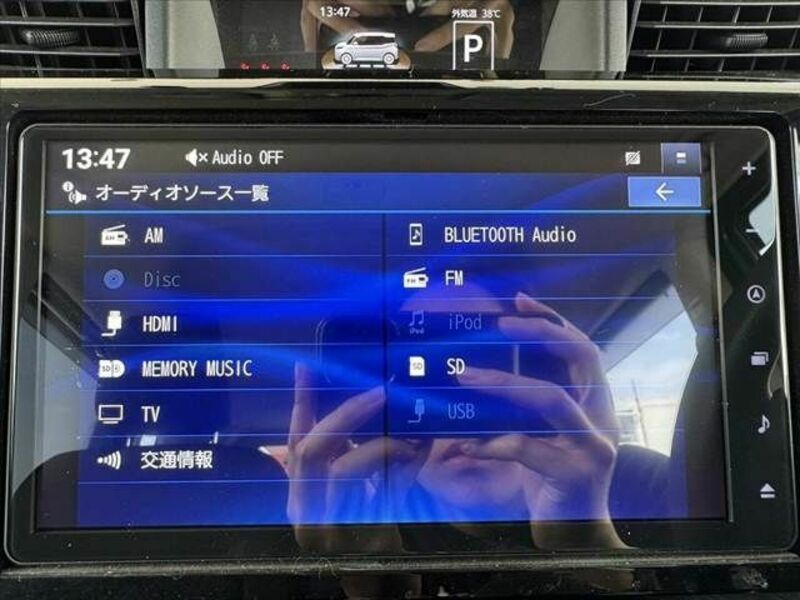 13:47
外気温 38℃
P
13:47
Audio OFF
オーディオソース一覧
AM
BLUETOOTH Audio
Disc
FM
HDMI
iPod
MEMORY MUSIC
SD
TV
USB
交通情報